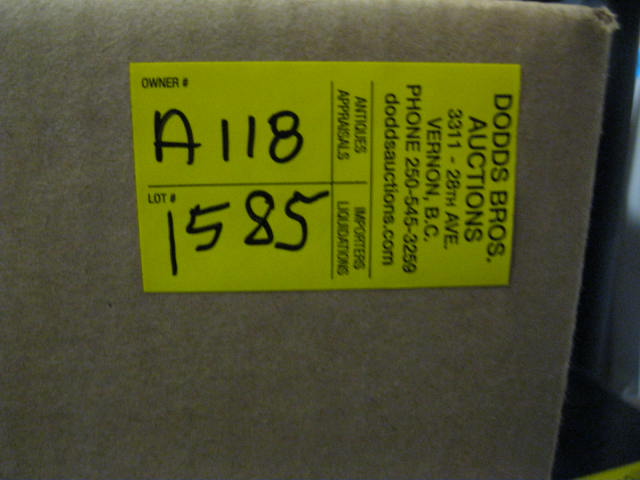 OWNER #
A118
LOT #
1585
DODDS BROS.
AUCTIONS
3311 - 28TH AVE.
VERNON, B.C.
PHONE 250-545-3259
doddsauctions.com
ANTIQUES
APPRAISALS
IMPORTERS
LIQUIDATIONS